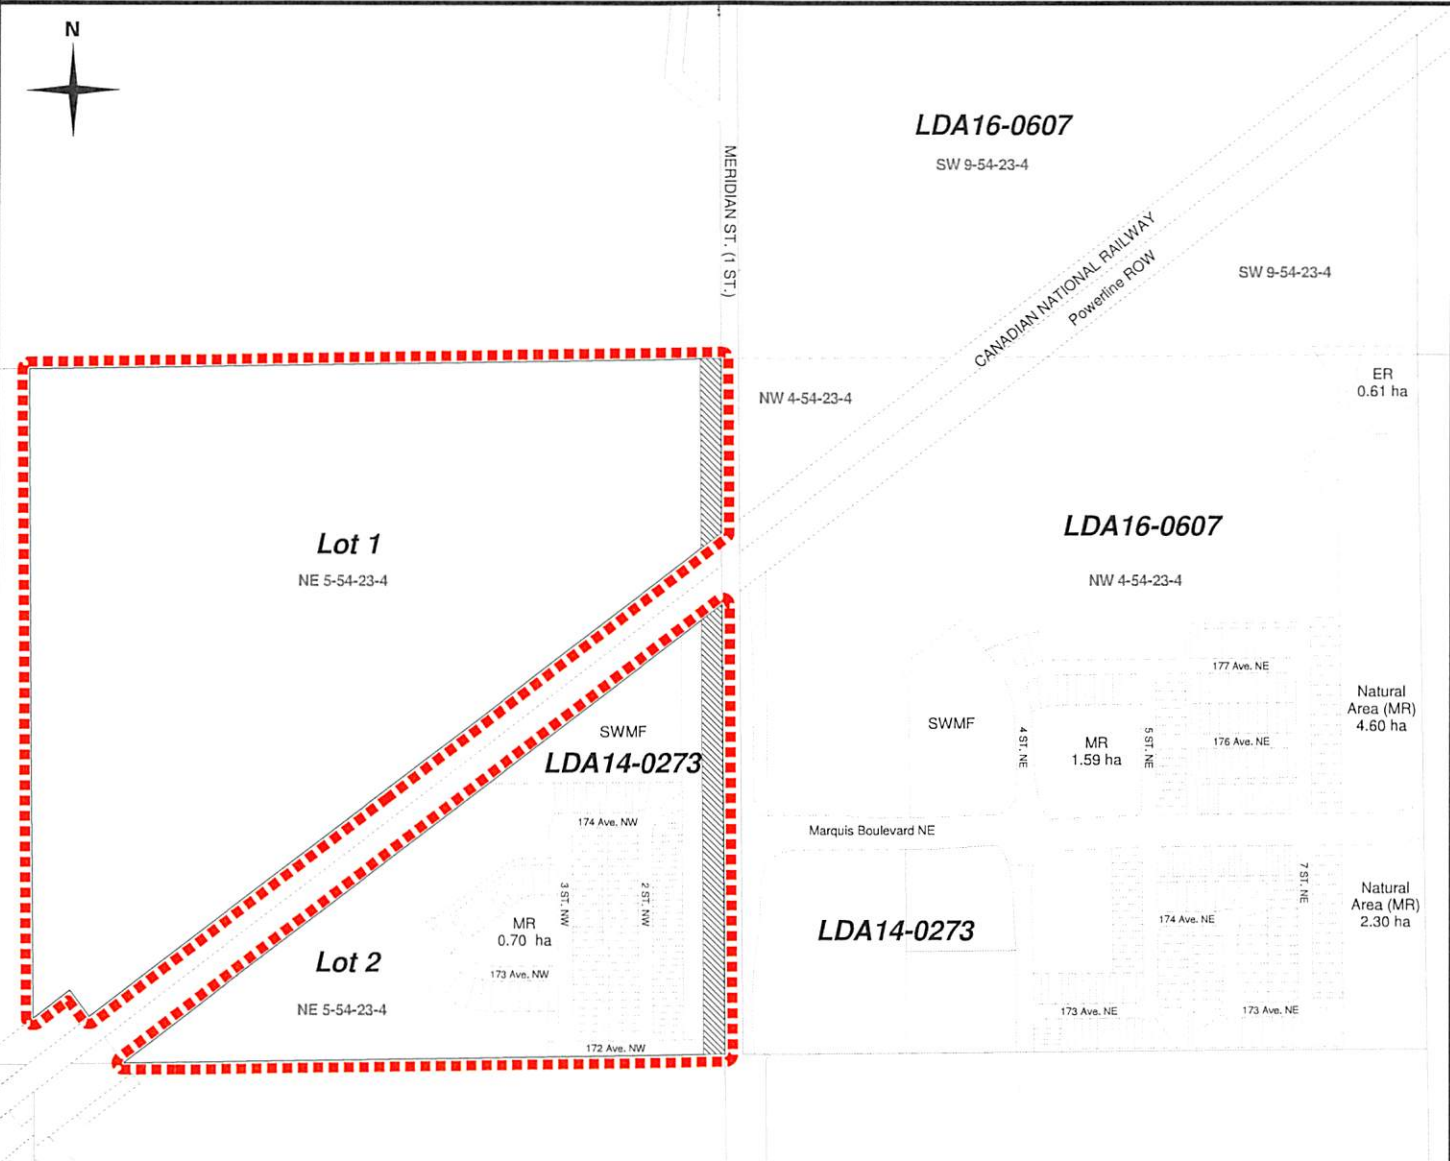 N
LDA16-0607
SW 9-54-23-4
MERIDIAN ST. (1 ST.)
CANADIAN NATIONAL RAILWAY
Powerline ROW
SW 9-54-23-4
NW 4-54-23-4
ER
0.61 ha
Lot 1
NE 5-54-23-4
LDA16-0607
NW 4-54-23-4
177 Ave. NE
SWMF
4 ST. NE
MR
1.59 ha
5 ST. NE
176 Ave. NE
Natural
Area (MR)
4.60 ha
SWMF
LDA14-0273
174 Ave. NW
Marquis Boulevard NE
3 ST. NW
2 ST. NW
MR
0.70 ha
173 Ave. NW
Lot 2
NE 5-54-23-4
172 Ave. NW
LDA14-0273
7 ST. NE
174 Ave. NE
Natural
Area (MR)
2.30 ha
173 Ave. NE
173 Ave. NE